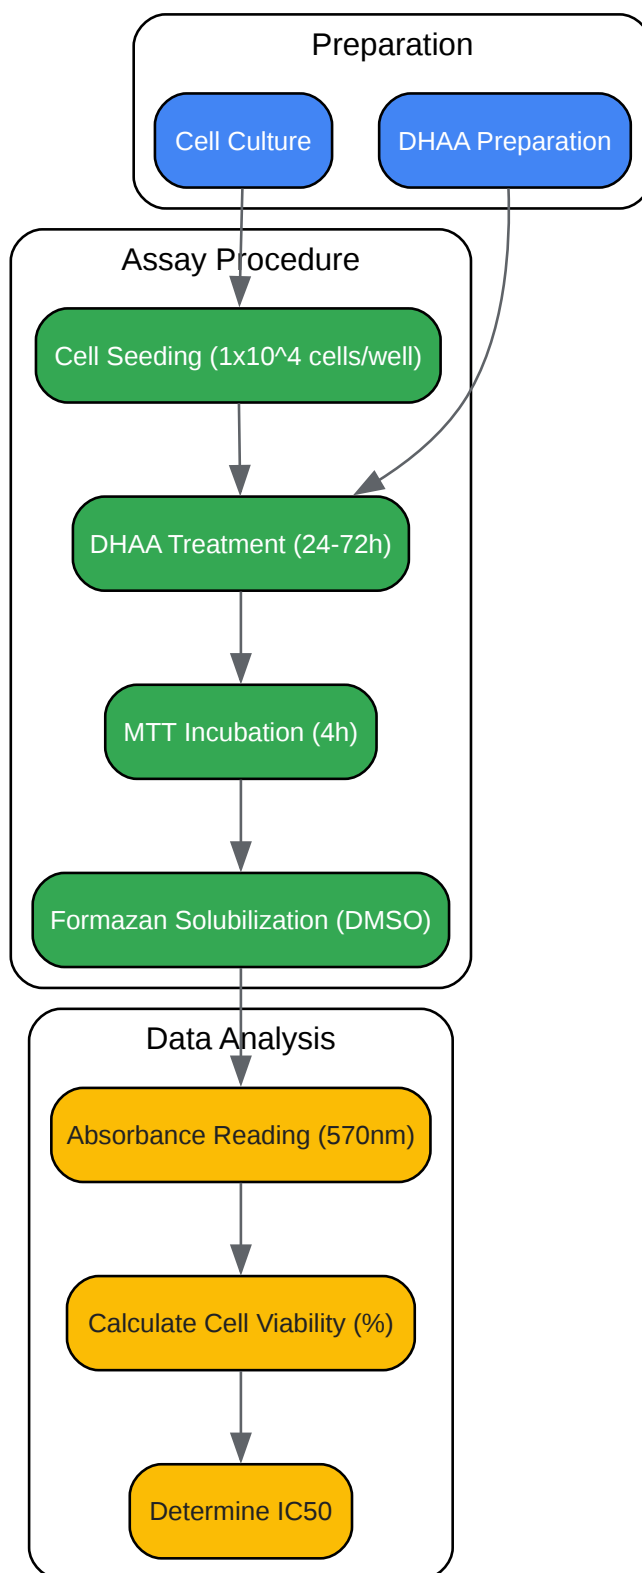 Preparation
Cell Culture
DHAA Preparation
Assay Procedure
Cell Seeding (1x10^4 cells/well)
DHAA Treatment (24-72h)
MTT Incubation (4h)
Formazan Solubilization (DMSO)
Data Analysis
Absorbance Reading (570nm)
Calculate Cell Viability (%)
Determine IC50